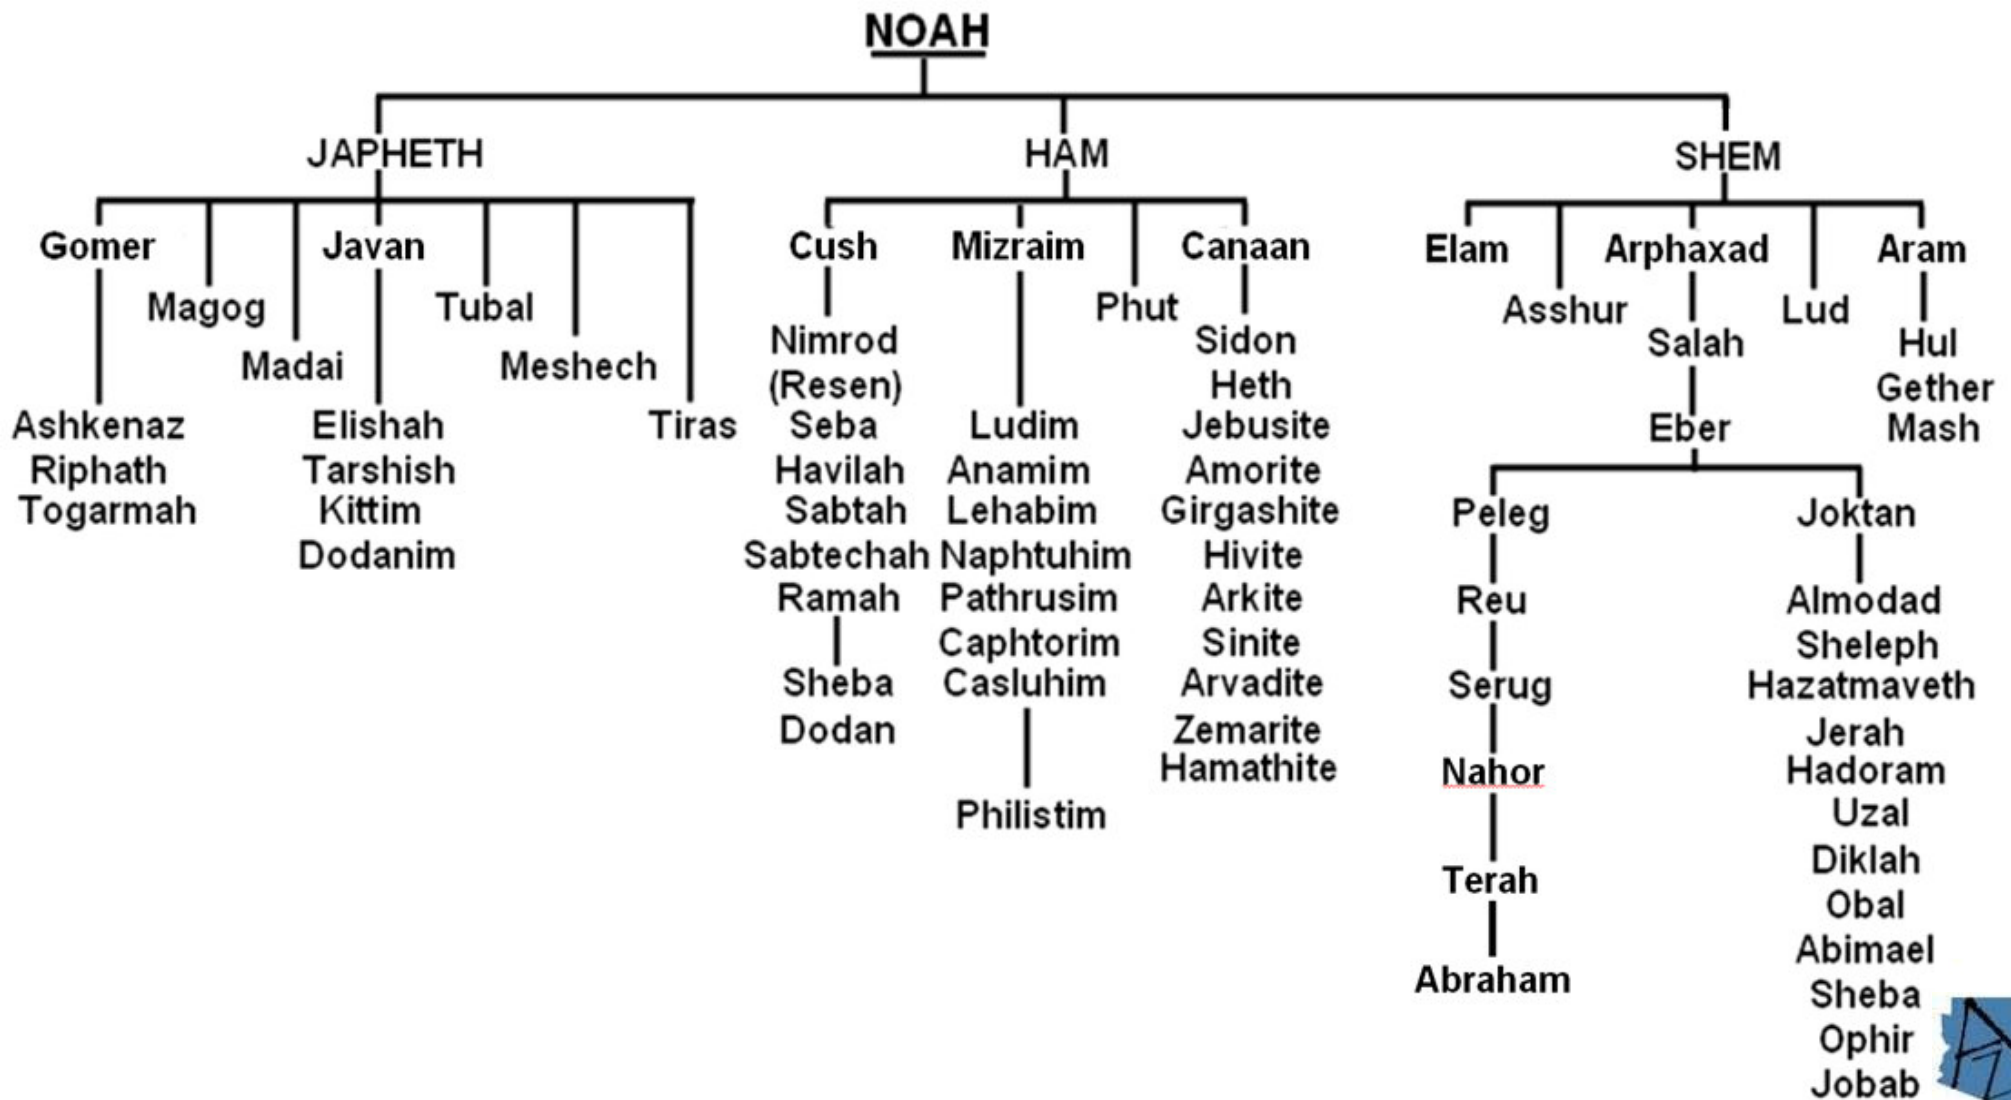 NOAH
JAPHETH HAM SHEM
Gomer Javan Cush Mizraim Canaan Elam Arphaxad Aram
Magog Tubal Phut Asshur Lud
Nimrod Sidon Salah Hul
Madai Meshech (Resen) Heth Gether
Ashkenaz Elishah Tiras Seba Ludim Jebusite Eber Mash
Riphath Tarshish Havilah Anamim Amorite
Togarmah Kittim Sabtah Lehabim Girgashite Peleg Joktan
Dodanim Sabtechah Naphtuhim Hivite
Ramah Pathrusim Arkite Reu Almodad
Caphtorim Sinite Sheleph
Sheba Casluhim Arvadite Serug Hazatmaveth
Dodan Zemarite Jerah
Hamathite Nahor Hadoram
Philistim Uzal
Diklah
Terah
Obal
Abimael
Abraham
Sheba
Ophir
Jobab